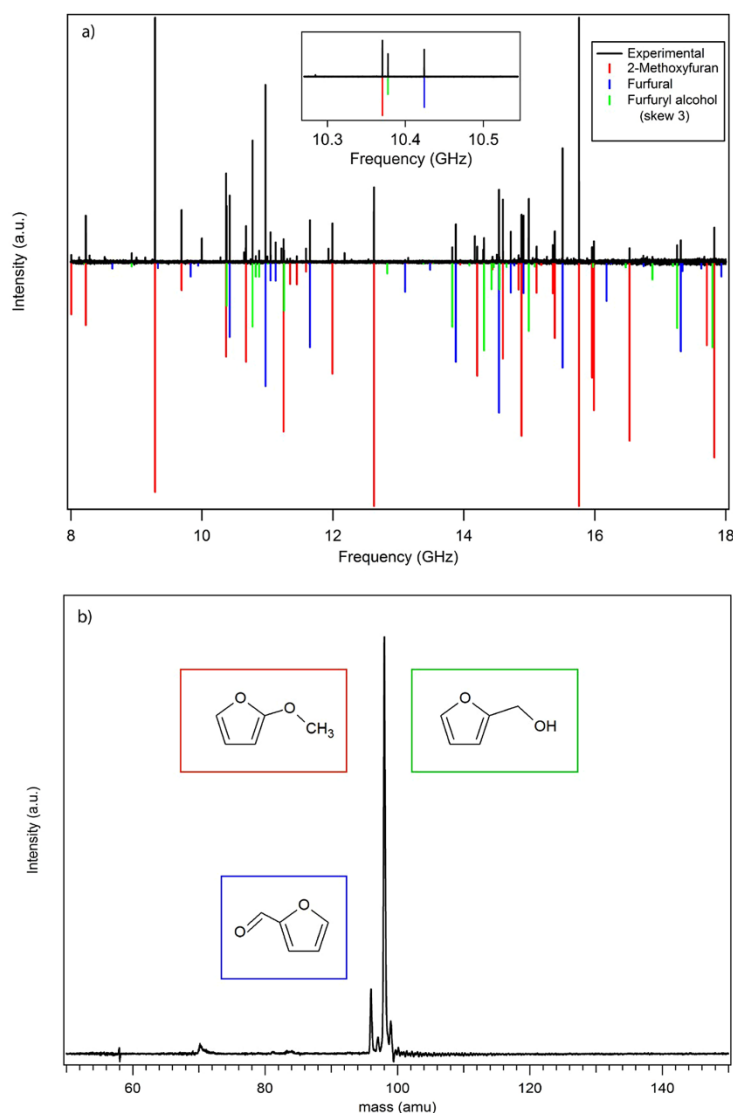 a)
Experimental
2-Methoxyfuran
Furfural
Furfuryl alcohol
(skew 3)
10.3 10.4 10.5
Frequency (GHz)
Intensity (a.u.)
8 10 12 14 16 18
Frequency (GHz)
b)
O
O
CH3
O
OH
O
O
Intensity (a.u.)
60 80 100 120 140
mass (amu)